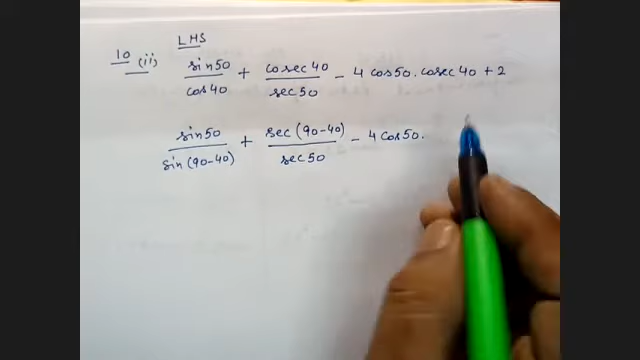 LHS
10 (ii) sin50/cos40 + cosec40/sec50 - 4 cos50. cosec40 + 2
sin50/sin(90-40) + sec(90-40)/sec50 - 4 cos50.